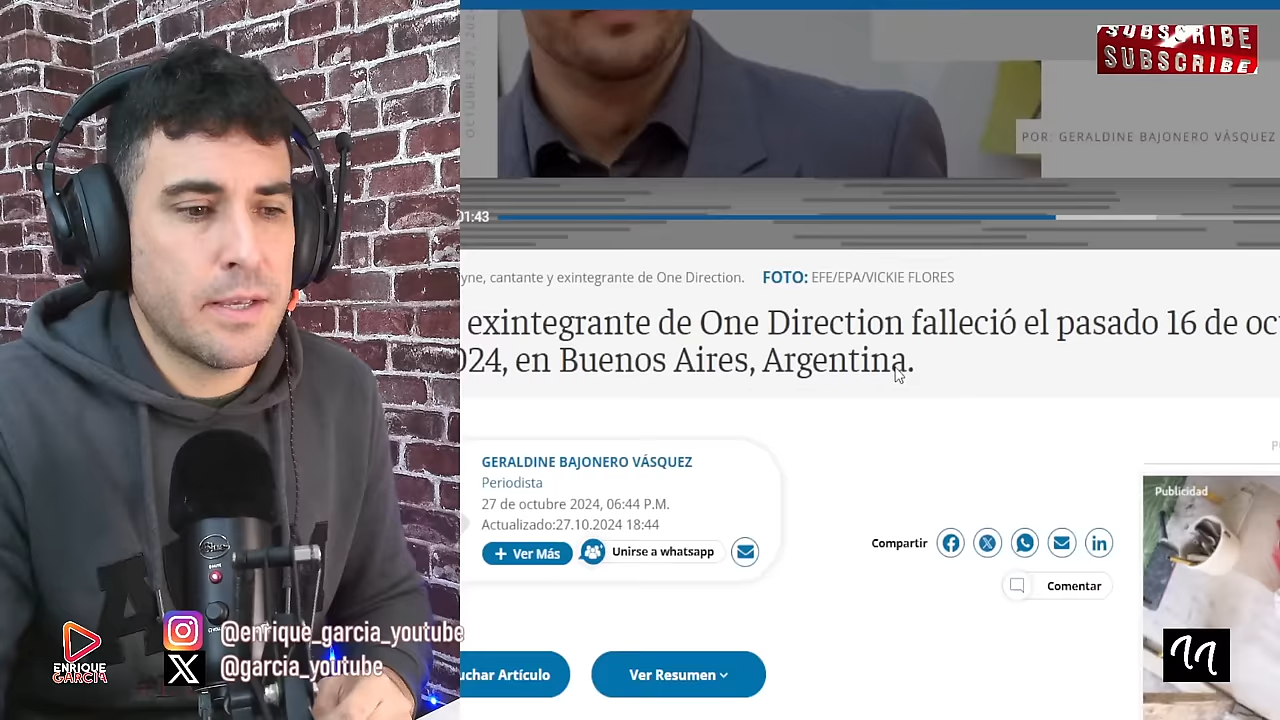 SUBSCRIBE
SUBSCRIBE
POR: GERALDINE BAJONERO VÁSQUEZ
01:43
yne, cantante y exintegrante de One Direction. FOTO: EFE/EPA/VICKIE FLORES
exintegrante de One Direction falleció el pasado 16 de oc
024, en Buenos Aires, Argentina.
GERALDINE BAJONERO VÁSQUEZ
Periodista
27 de octubre 2024, 06:44 P.M.
Actualizado:27.10.2024 18:44
+ Ver Más
Unirse a whatsapp
Compartir
Comentar
Publicidad
uchar Artículo
Ver Resumen
@enrique_garcia_youtube
@garcia_youtube
ENRIQUE
GARCIA